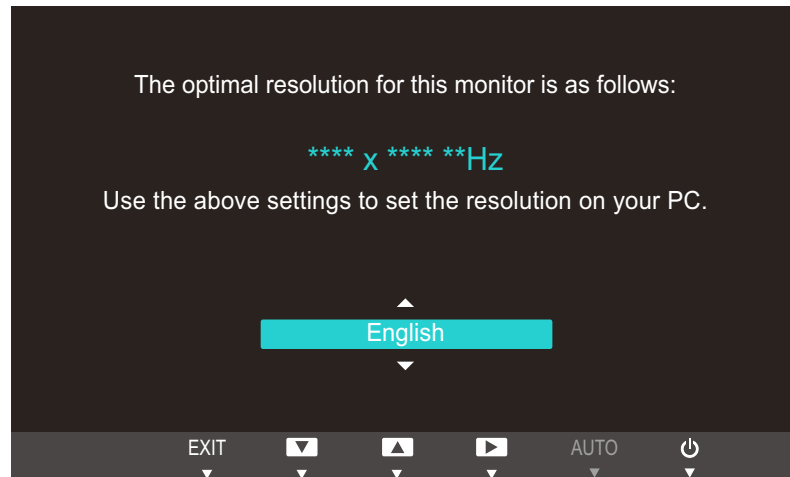 The optimal resolution for this monitor is as follows:
**** x **** **Hz
Use the above settings to set the resolution on your PC.
English
EXIT AUTO